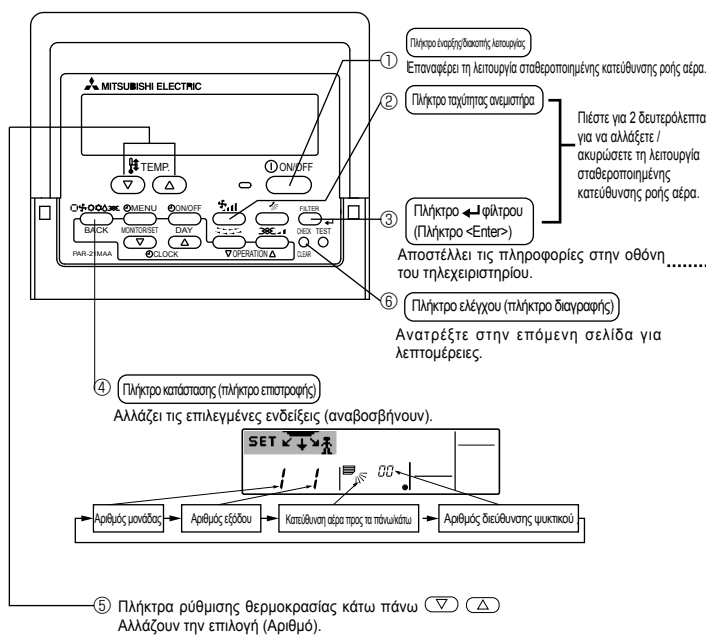 ① Πλήκτρο έναρξης/διακοπής λειτουργίας
Επαναφέρει τη λειτουργία σταθεροποιημένης κατεύθυνσης ροής αέρα.
② Πλήκτρο ταχύτητας ανεμιστήρα
Πιέστε για 2 δευτερόλεπτα
για να αλλάξετε /
ακυρώσετε τη λειτουργία
σταθεροποιημένης
κατεύθυνσης ροής αέρα.
MITSUBISHI ELECTRIC
TEMP.
ON/OFF
MENU
ON/OFF
FILTER
BACK
MONITOR/SET
DAY
CHECK TEST
PAR-21MAA
CLOCK
OPERATION
CLEAR
③ Πλήκτρο φίλτρου
(Πλήκτρο <Enter>)
Αποστέλλει τις πληροφορίες στην οθόνη
του τηλεχειριστηρίου.
⑥ Πλήκτρο ελέγχου (πλήκτρο διαγραφής)
Ανατρέξτε στην επόμενη σελίδα για
λεπτομέρειες.
④ Πλήκτρο κατάστασης (πλήκτρο επιστροφής)
Αλλάζει τις επιλεγμένες ενδείξεις (αναβοσβήνουν).
SET
1 1 00
Αριθμός μονάδας
Αριθμός εξόδου
Κατεύθυνση αέρα προς τα πάνω/κάτω
Αριθμός διεύθυνσης ψυκτικού
⑤ Πλήκτρα ρύθμισης θερμοκρασίας κάτω πάνω
Αλλάζουν την επιλογή (Αριθμό).